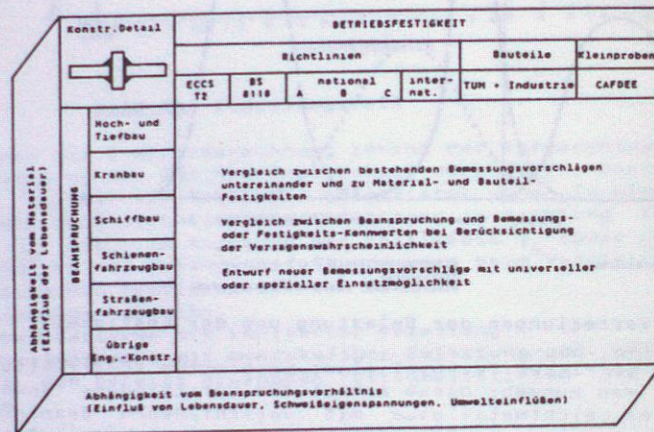 Konstr.Detail
BETRIEBSFESTIGKEIT
Richtlinien
Bauteile
Kleinproben
ECCS
T2
BS
8118
national
A B C
inter-
nat.
TUM + Industrie
CAFDEE
BEANSPRUCHUNG
Hoch- und
Tiefbau
Kranbau
Schiffbau
Schienen-
fahrzeugbau
Straßen-
fahrzeugbau
Übrige
Ing.-Konstr.
Vergleich zwischen bestehenden Bemessungsvorschlägen
untereinander und zu Material- und Bauteil-
Festigkeiten
Vergleich zwischen Beanspruchung und Bemessungs-
oder Festigkeits-Kennwerten bei Berücksichtigung
der Versagenswahrscheinlichkeit
Entwurf neuer Bemessungsvorschläge mit universeller
oder spezieller Einsatzmöglichkeit
Abhängigkeit vom Material
(Einfluß der Lebensdauer)
Abhängigkeit vom Beanspruchungsverhältnis
(Einfluß von Lebensdauer, Schweißeigenspannungen, Umwelteinflüßen)